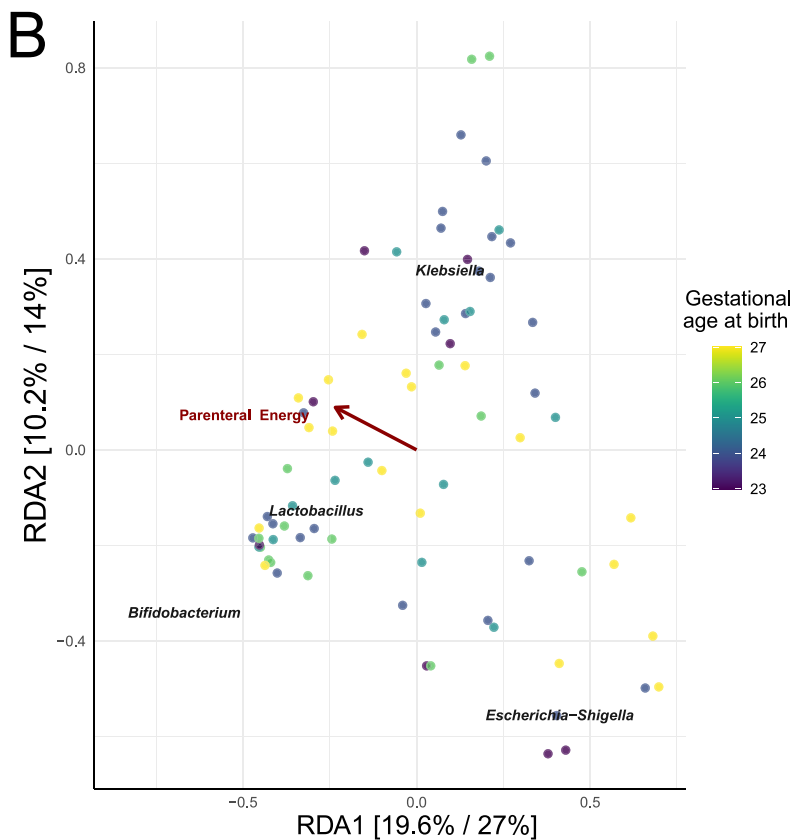 B
0.8
0.4
0.0
−0.4
RDA2 [10.2% / 14%]
Klebsiella
Parenteral Energy
Lactobacillus
Bifidobacterium
Escherichia−Shigella
−0.5
0.0
0.5
RDA1 [19.6% / 27%]
Gestational
age at birth
27
26
25
24
23